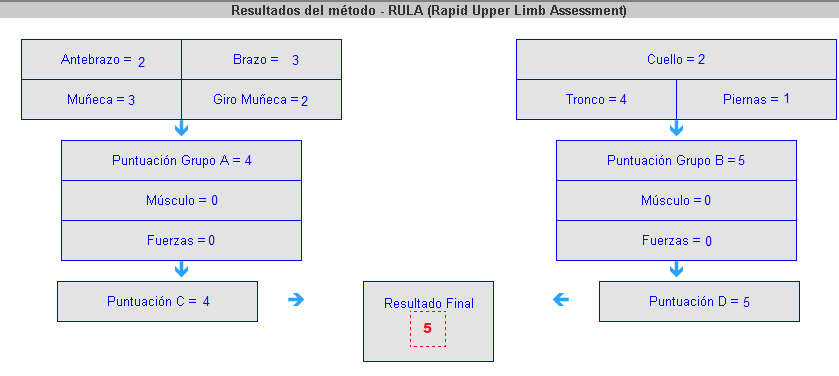 Resultados del método - RULA (Rapid Upper Limb Assessment)
Antebrazo = 2
Brazo = 3
Muñeca = 3
Giro Muñeca = 2
Puntuación Grupo A = 4
Músculo = 0
Fuerzas = 0
Puntuación C = 4
Cuello = 2
Tronco = 4
Piernas = 1
Puntuación Grupo B = 5
Músculo = 0
Fuerzas = 0
Puntuación D = 5
Resultado Final
5